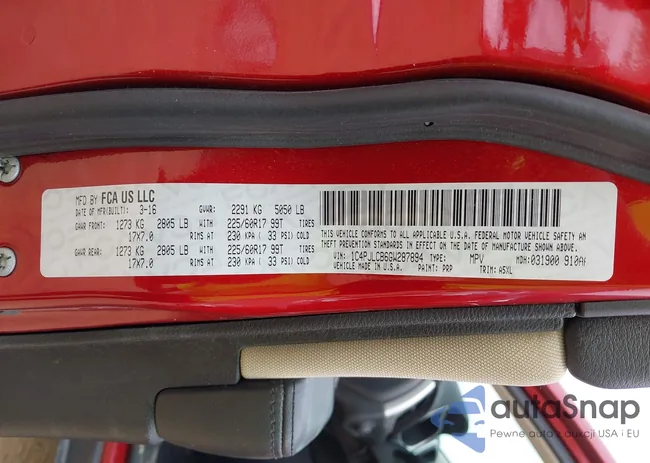 MFD BY FCA US LLC
MFD(BUILT): 3-16 GVWR: 2291 KG 5050 LB
GAWR FRONT: 1273 KG 2805 LB WITH 225/60R17 99T TIRES
17X7.0 RIMS AT 230 KPA ( 33 PSI) COLD
GAWR REAR: 1273 KG 2805 LB WITH 225/60R17 99T TIRES
17X7.0 RIMS AT 230 KPA ( 33 PSI) COLD
THIS VEHICLE CONFORMS TO ALL APPLICABLE U.S.A. FEDERAL MOTOR VEHICLE SAFETY AND
THEFT PREVENTION STANDARDS IN EFFECT ON THE DATE OF MANUFACTURE SHOWN ABOVE.
VIN: 1C4PJLCB6GW287894 TYPE: MPV MDH: 031900 910AH
VEHICLE MADE IN U.S.A. PAINT: PRP TRIM: A5XL
autoSnap
Pewne auta z aukcji USA i EU